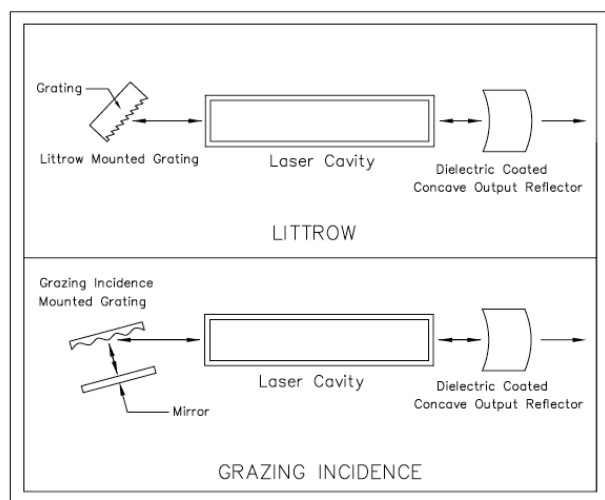 Grating
Littrow Mounted Grating
Laser Cavity
Dielectric Coated
Concave Output Reflector
LITTROW
Grazing Incidence
Mounted Grating
Laser Cavity
Dielectric Coated
Concave Output Reflector
Mirror
GRAZING INCIDENCE